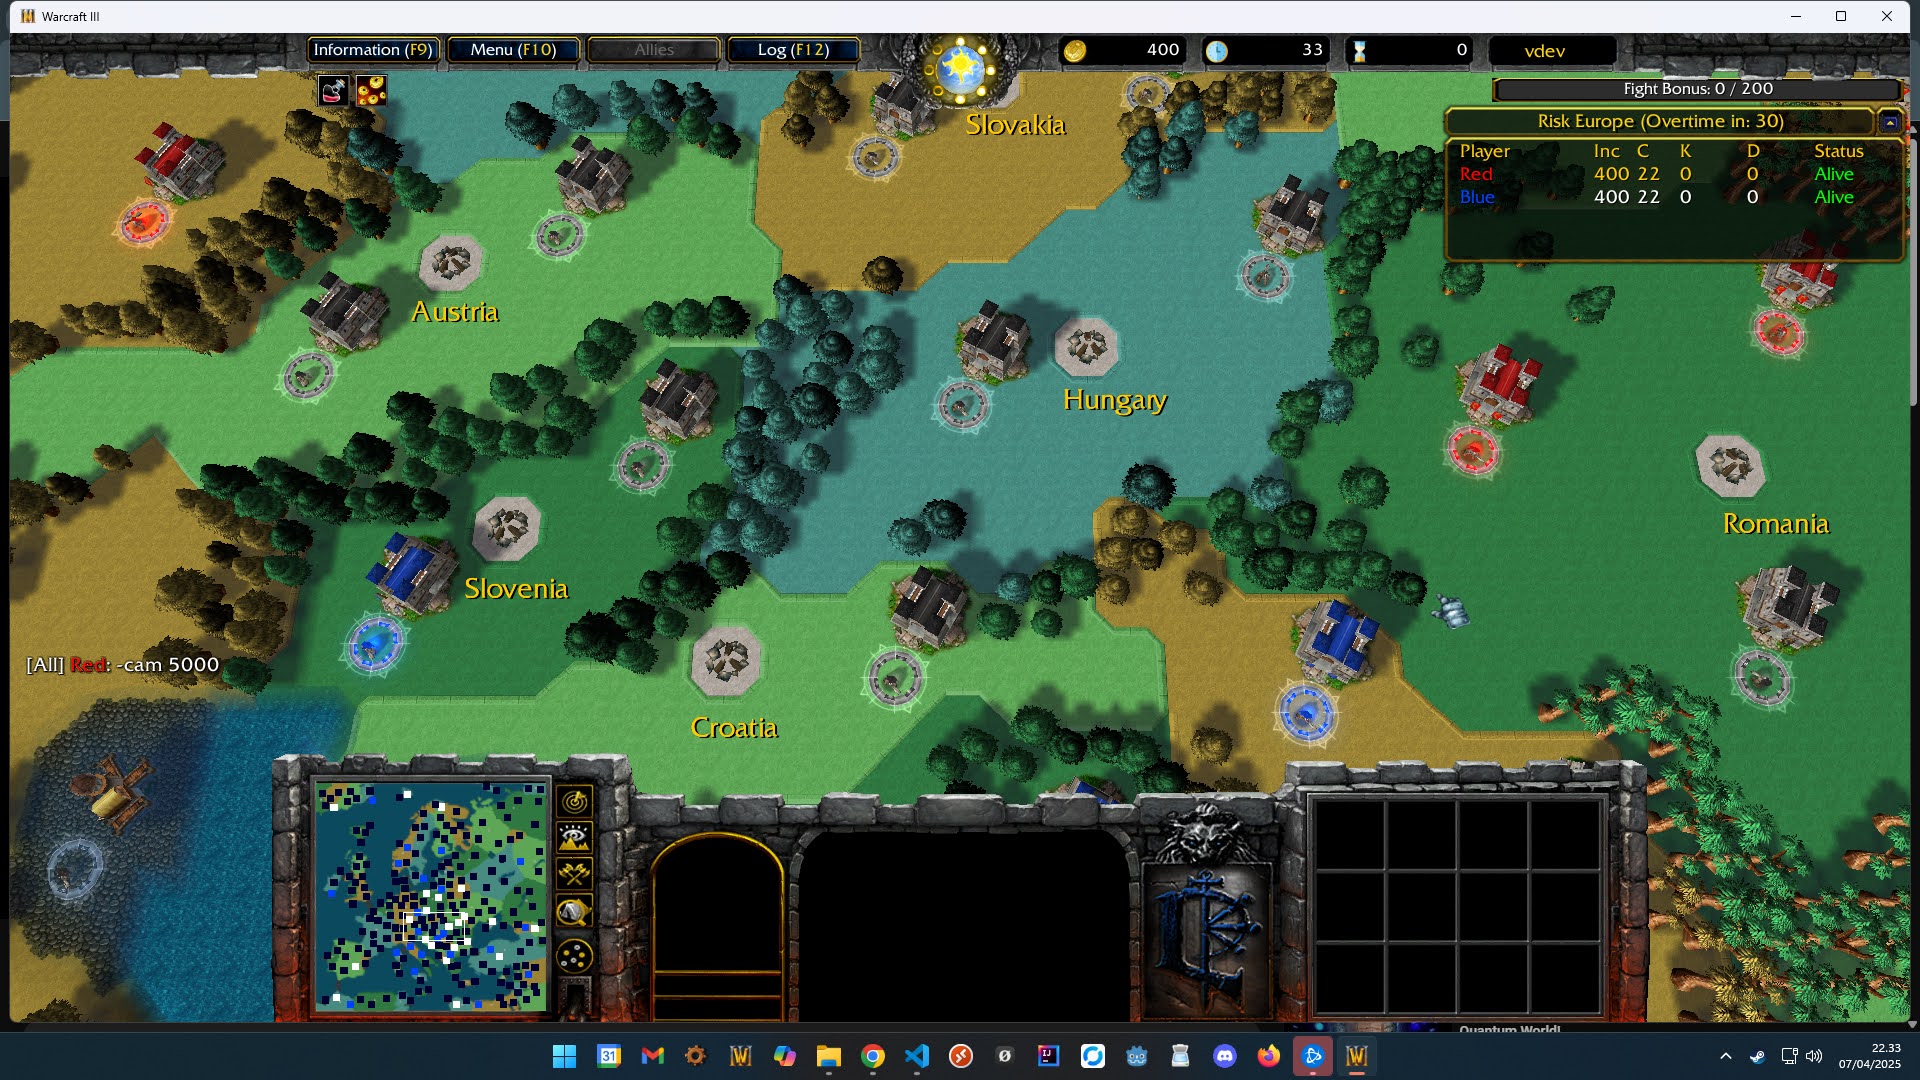 Warcraft III
Information (F9)
Menu (F10)
Allies
Log (F12)
400
33
0
vdev
Fight Bonus: 0 / 200
Risk Europe (Overtime in: 30)
Player Inc C K D Status
Red 400 22 0 0 Alive
Blue 400 22 0 0 Alive
Slovakia
Austria
Hungary
Romania
Slovenia
[All] Red: -cam 5000
Croatia
Quantum World!
31
22.33
07/04/2025